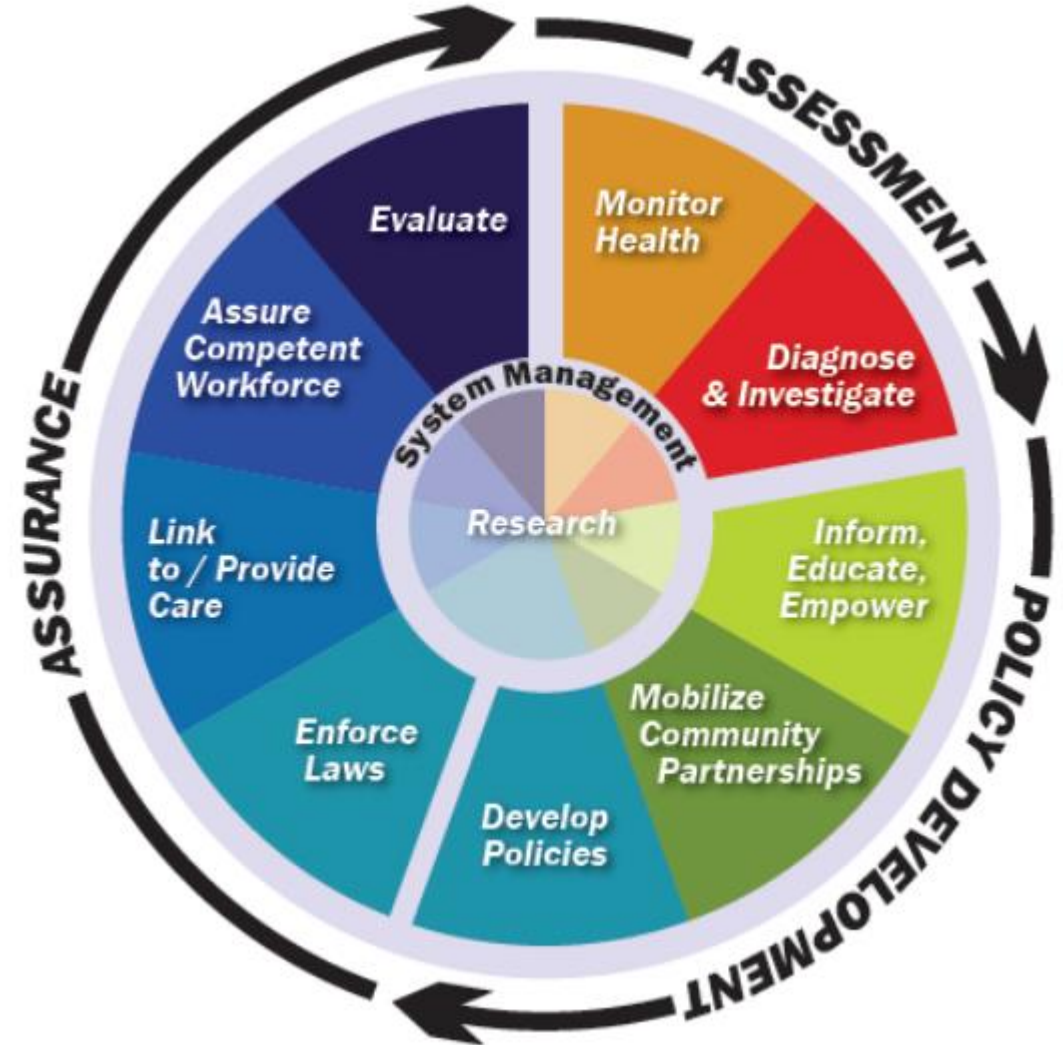 ASSESSMENT
Monitor
Health
Diagnose
& Investigate
POLICY DEVELOPMENT
Inform,
Educate,
Empower
Mobilize
Community
Partnerships
Develop
Policies
ASSURANCE
Enforce
Laws
Link
to / Provide
Care
Assure
Competent
Workforce
Evaluate
System Management
Research